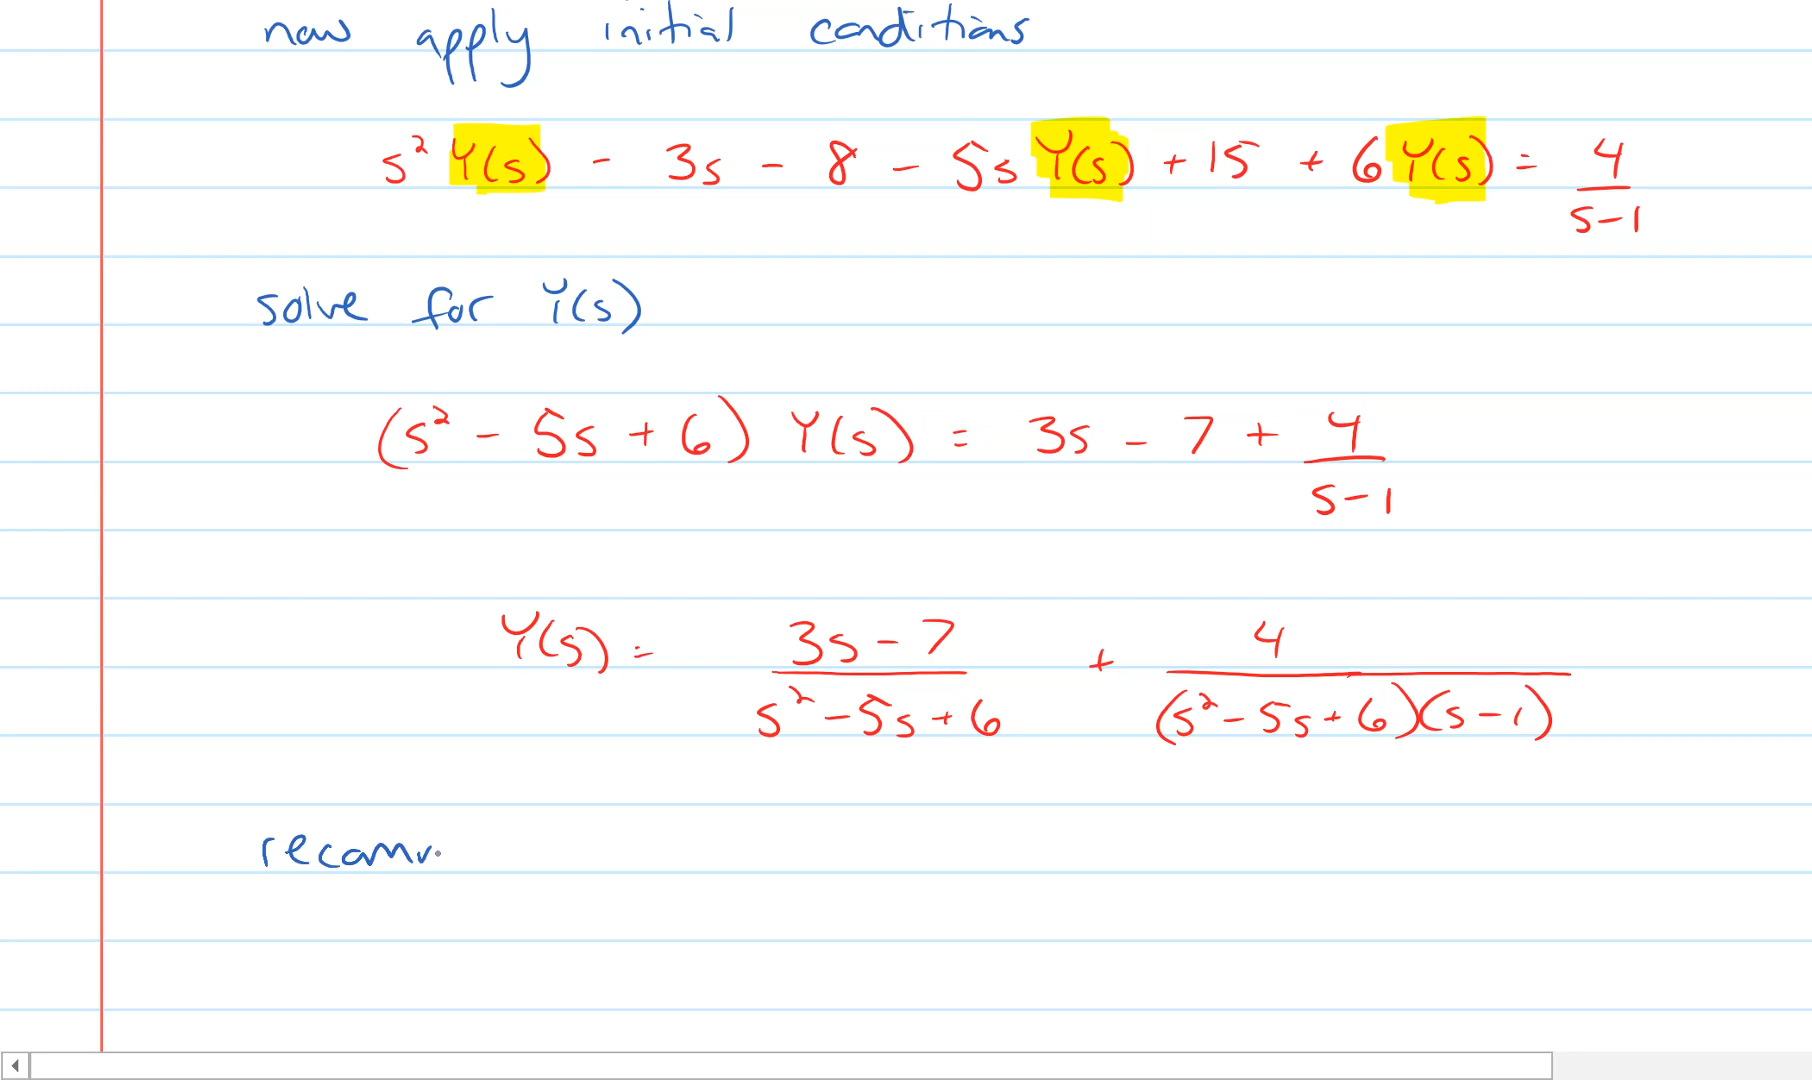 now apply initial conditions
s² Y(s) - 3s - 8 - 5s Y(s) + 15 + 6 Y(s) = 4/(s-1)
solve for Y(s)
(s² - 5s + 6) Y(s) = 3s - 7 + 4/(s-1)
Y(s) = (3s-7)/(s²-5s+6) + 4/((s²-5s+6)(s-1))